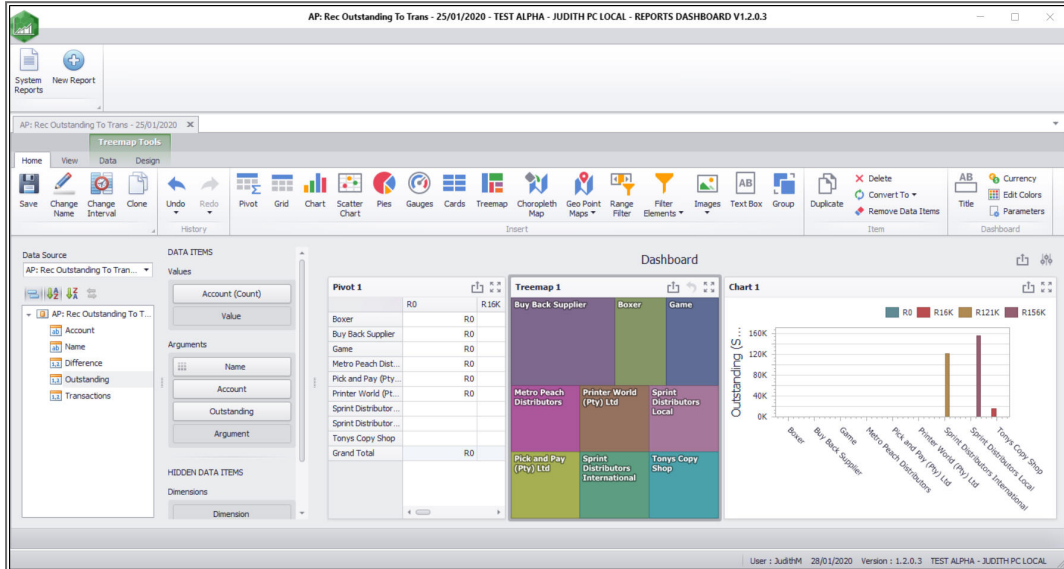 AP: Rec Outstanding To Trans - 25/01/2020 - TEST ALPHA - JUDITH PC LOCAL - REPORTS DASHBOARD V1.2.0.3
System Reports
New Report
AP: Rec Outstanding To Trans - 25/01/2020
Treemap Tools
Home View Data Design
Save
Change Name
Change Interval
Clone
Undo
Redo
Pivot
Grid
Chart
Scatter Chart
Pies
Gauges
Cards
Treemap
Choropleth Map
Geo Point Maps
Range Filter
Filter Elements
Images
Text Box
Group
Duplicate
Delete
Convert To
Remove Data Items
AB
Title
Currency
Edit Colors
Parameters
History
Insert
Item
Dashboard
Data Source
AP: Rec Outstanding To Tran...
AP: Rec Outstanding To T...
Account
Name
Difference
Outstanding
Transactions
DATA ITEMS
Values
Account (Count)
Value
Arguments
Name
Account
Outstanding
Argument
HIDDEN DATA ITEMS
Dimensions
Dimension
Dashboard
Pivot 1
R0 R16K
Boxer R0
Buy Back Supplier R0
Game R0
Metro Peach Dist... R0
Pick and Pay (Pty... R0
Printer World (Pt... R0
Sprint Distributor...
Sprint Distributor...
Tonys Copy Shop
Grand Total R0
Treemap 1
Buy Back Supplier
Boxer
Game
Metro Peach Distributors
Printer World (Pty) Ltd
Sprint Distributors Local
Pick and Pay (Pty) Ltd
Sprint Distributors International
Tonys Copy Shop
Chart 1
R0 R16K R121K R156K
Outstanding (S...
160K
120K
80K
40K
0K
Boxer
Buy Back Supplier
Game
Metro Peach Distributors
Pick and Pay (Pty) Ltd
Printer World (Pty) Ltd
Sprint Distributors International
Sprint Distributors Local
Tonys Copy Shop
User : JudithM 28/01/2020 Version : 1.2.0.3 TEST ALPHA - JUDITH PC LOCAL